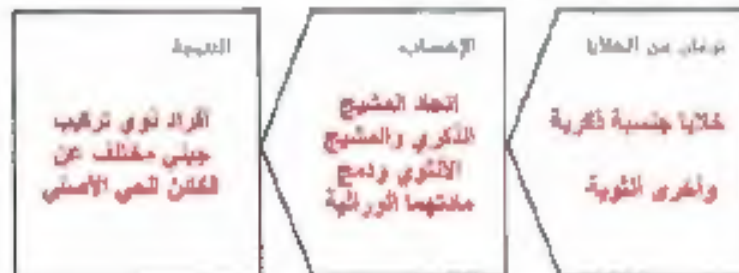 نوعان من الخلايا
خلايا جنسية ذكرية
وأخرى أنثوية
الإخصاب
اتحاد المشيج
الذكري والمشيج
الانثوي ودمج
مادتهما الوراثية
النتيجة
أفراد ذوي تركيب
جيني مختلف عن
الكائن الحي الأصلي